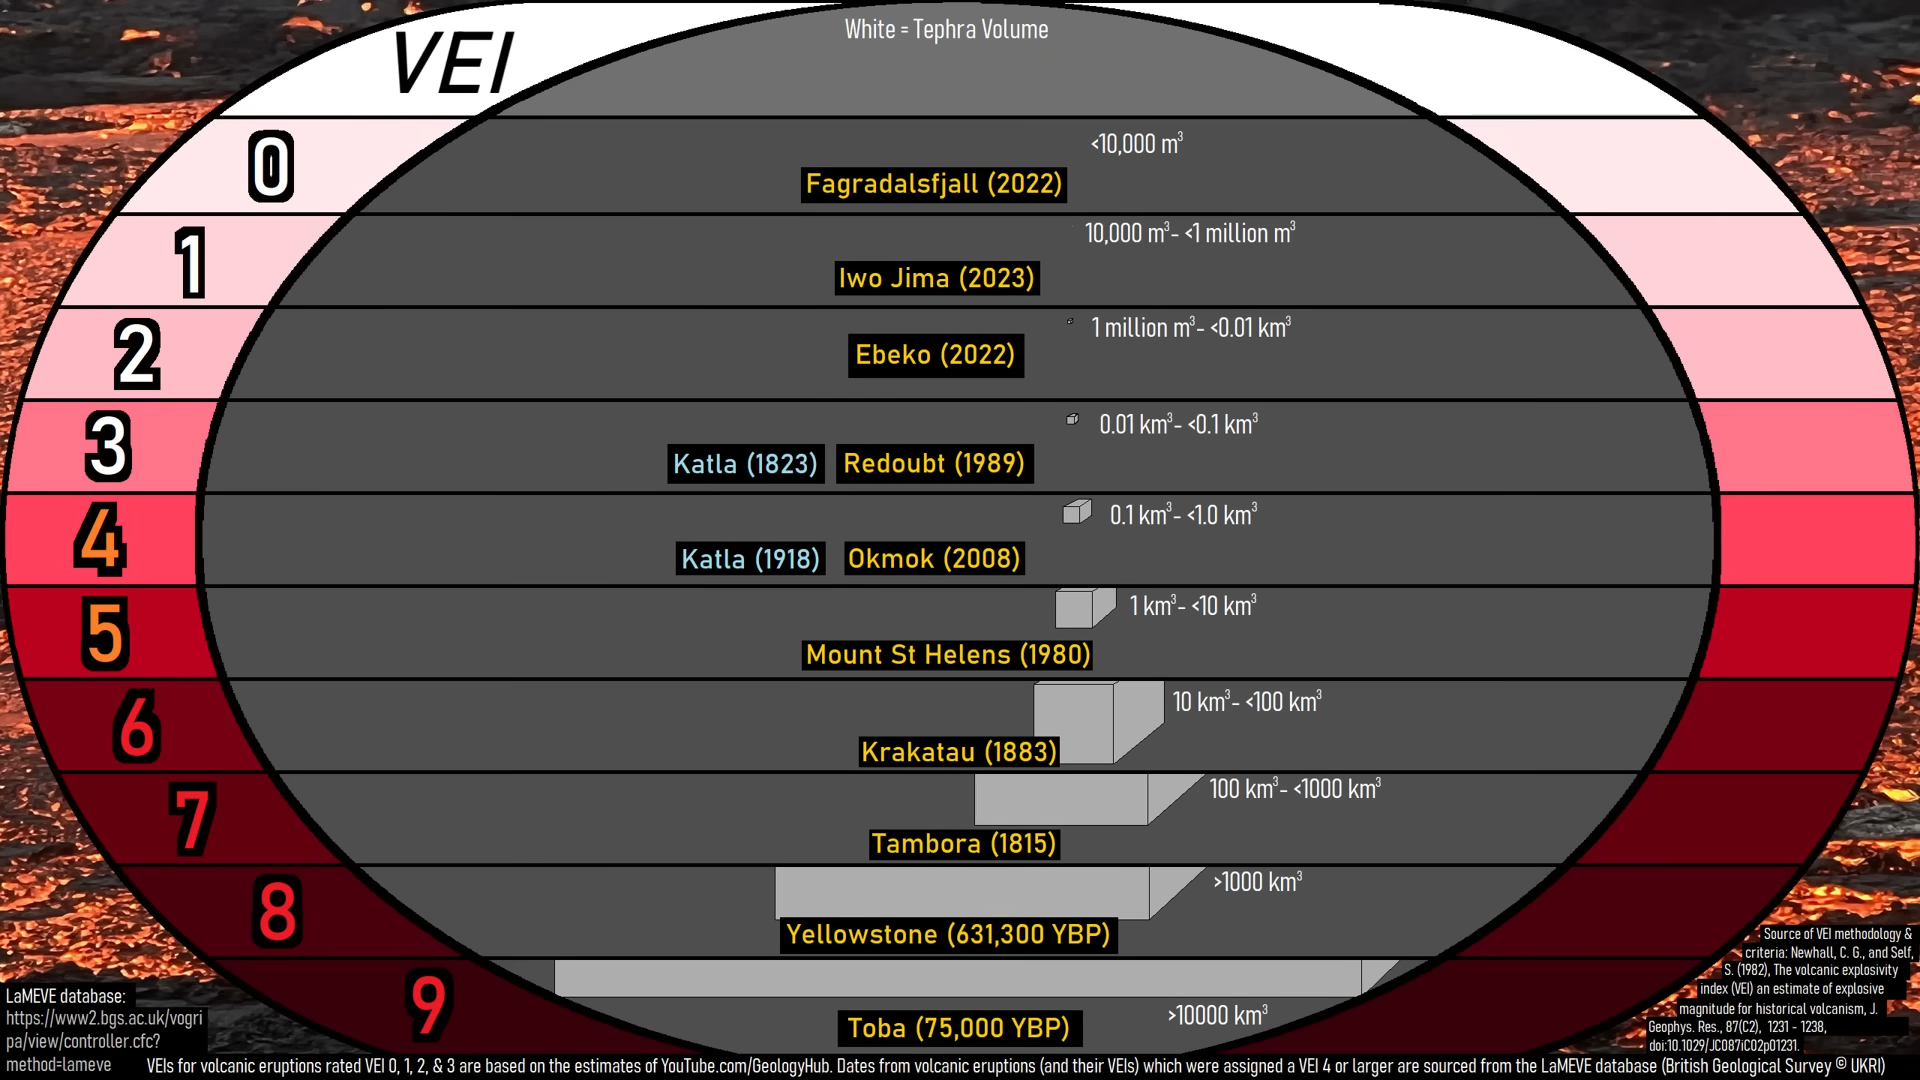 VEI
White = Tephra Volume
0
<10,000 m³
Fagradalsfjall (2022)
1
10,000 m³- <1 million m³
Iwo Jima (2023)
2
1 million m³- <0.01 km³
Ebeko (2022)
3
0.01 km³- <0.1 km³
Katla (1823)
Redoubt (1989)
4
0.1 km³- <1.0 km³
Katla (1918)
Okmok (2008)
5
1 km³- <10 km³
Mount St Helens (1980)
6
10 km³- <100 km³
Krakatau (1883)
7
100 km³- <1000 km³
Tambora (1815)
8
>1000 km³
Yellowstone (631,300 YBP)
9
>10000 km³
Toba (75,000 YBP)
Source of VEI methodology &
criteria: Newhall, C. G., and Self,
S. (1982), The volcanic explosivity
index (VEI) an estimate of explosive
magnitude for historical volcanism, J.
Geophys. Res., 87(C2), 1231 - 1238,
doi:10.1029/JC087iC02p01231.
LaMEVE database:
https://www2.bgs.ac.uk/vogri
pa/view/controller.cfc?
method=lameve
VEIs for volcanic eruptions rated VEI 0, 1, 2, & 3 are based on the estimates of YouTube.com/GeologyHub. Dates from volcanic eruptions (and their VEIs) which were assigned a VEI 4 or larger are sourced from the LaMEVE database (British Geological Survey © UKRI)